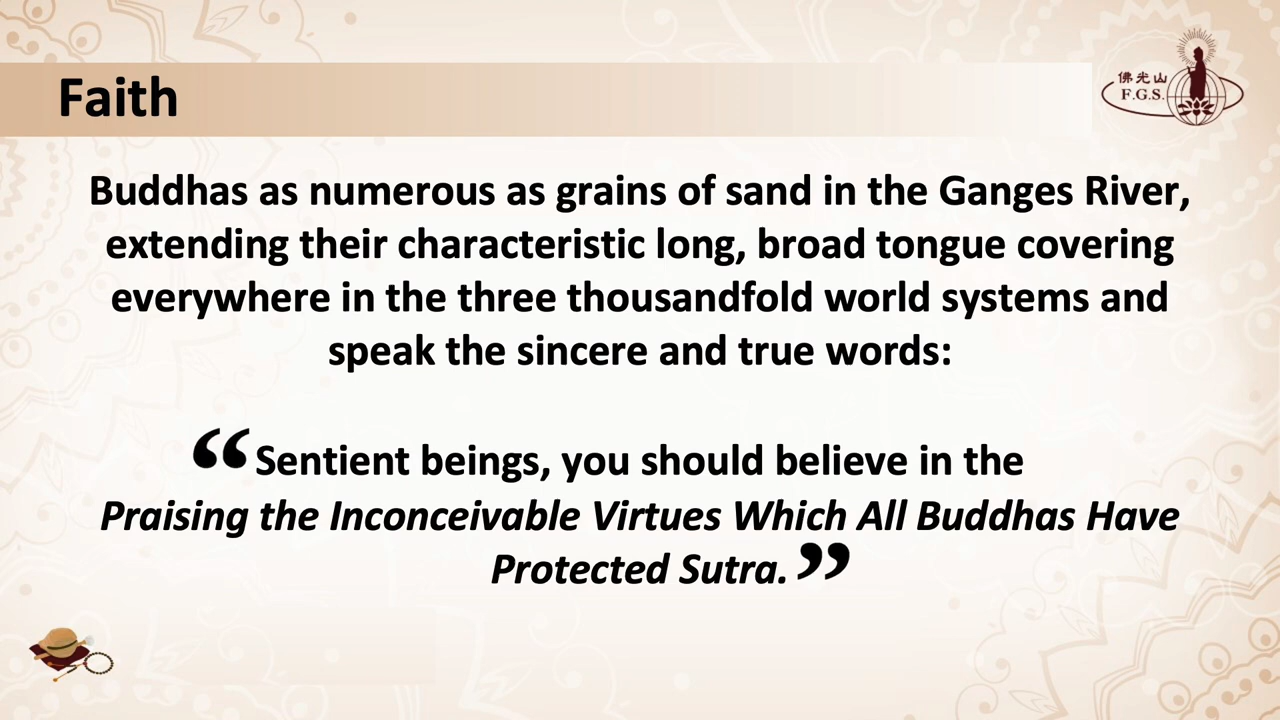 Faith
佛光山
F.G.S.
Buddhas as numerous as grains of sand in the Ganges River,
extending their characteristic long, broad tongue covering
everywhere in the three thousandfold world systems and
speak the sincere and true words:
“Sentient beings, you should believe in the
Praising the Inconceivable Virtues Which All Buddhas Have
Protected Sutra.”